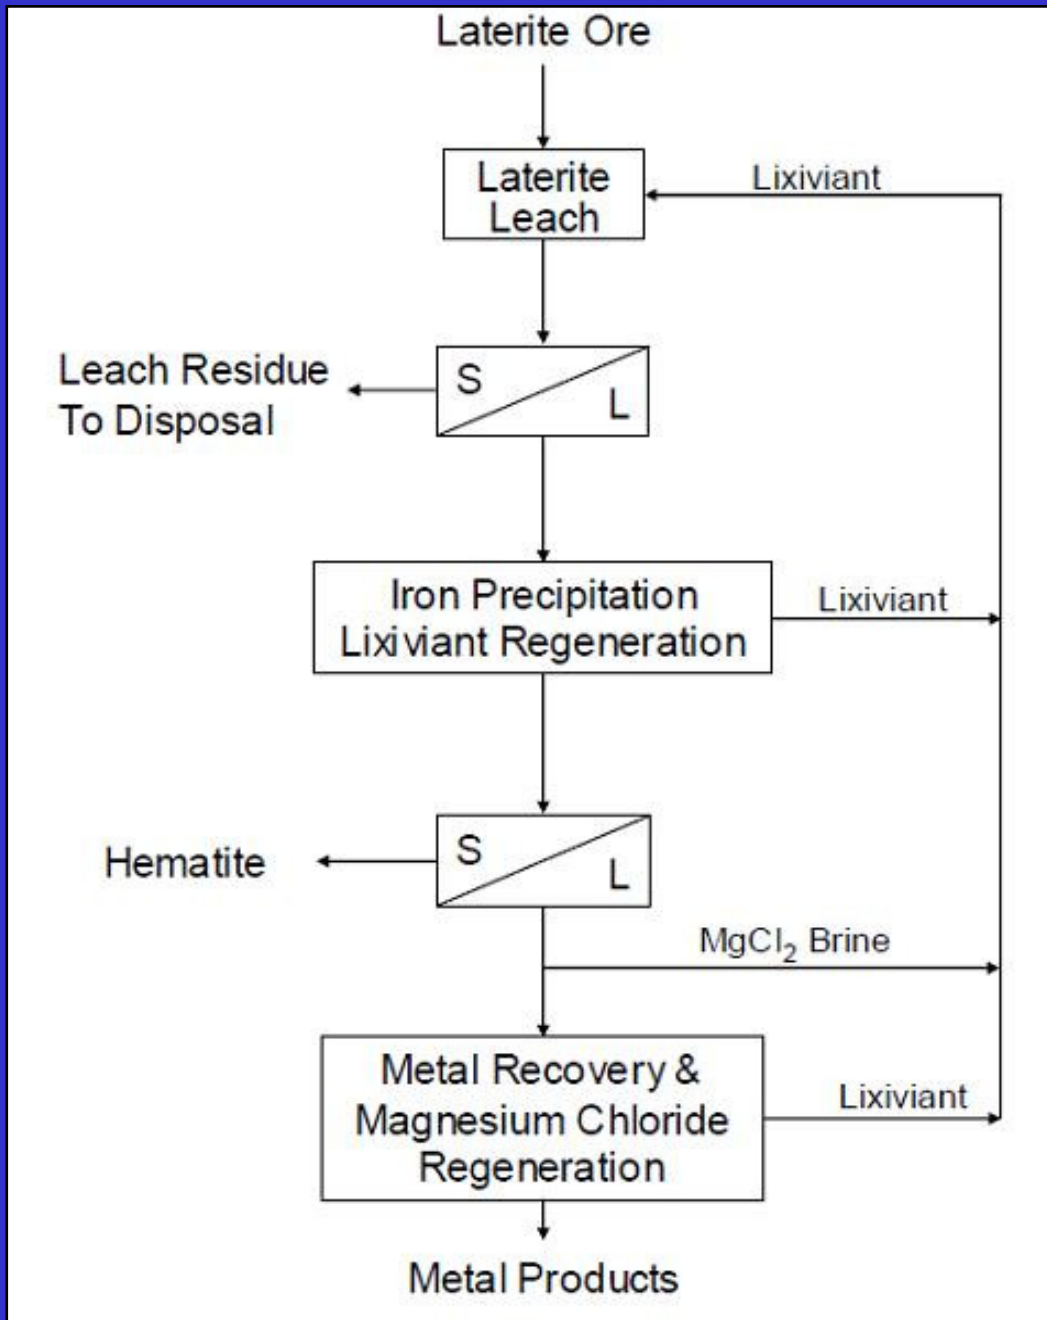 Laterite Ore
Laterite
Leach
Lixiviant
Leach Residue
To Disposal
S
L
Iron Precipitation
Lixiviant Regeneration
Lixiviant
Hematite
S
L
MgCl₂ Brine
Metal Recovery &
Magnesium Chloride
Regeneration
Lixiviant
Metal Products